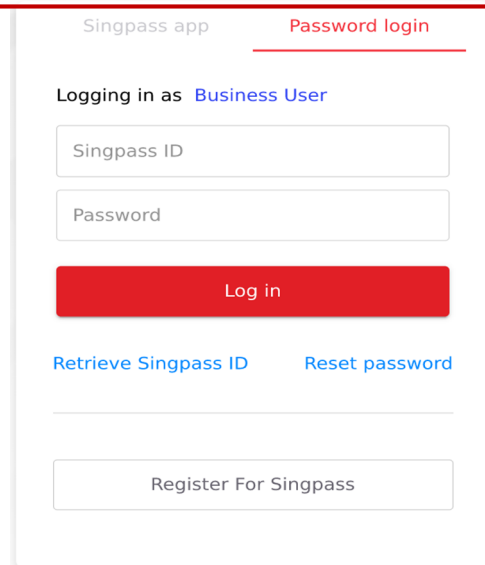 Singpass app Password login
Logging in as Business User
Singpass ID
Password
Log in
Retrieve Singpass ID Reset password
Register For Singpass